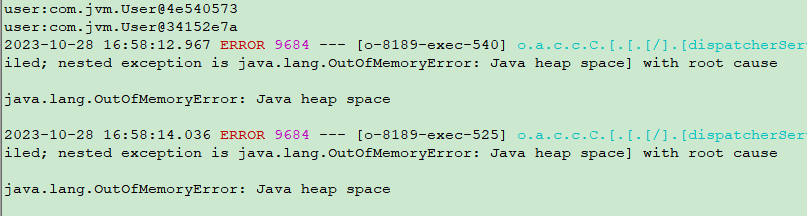 user:com.jvm.User@4e540573
user:com.jvm.User@34152e7a
2023-10-28 16:58:12.967 ERROR 9684 --- [o-8189-exec-540] o.a.c.c.C.[.[.[/].[dispatcherSer
iled; nested exception is java.lang.OutOfMemoryError: Java heap space] with root cause
java.lang.OutOfMemoryError: Java heap space
2023-10-28 16:58:14.036 ERROR 9684 --- [o-8189-exec-525] o.a.c.c.C.[.[.[/].[dispatcherSer
iled; nested exception is java.lang.OutOfMemoryError: Java heap space] with root cause
java.lang.OutOfMemoryError: Java heap space